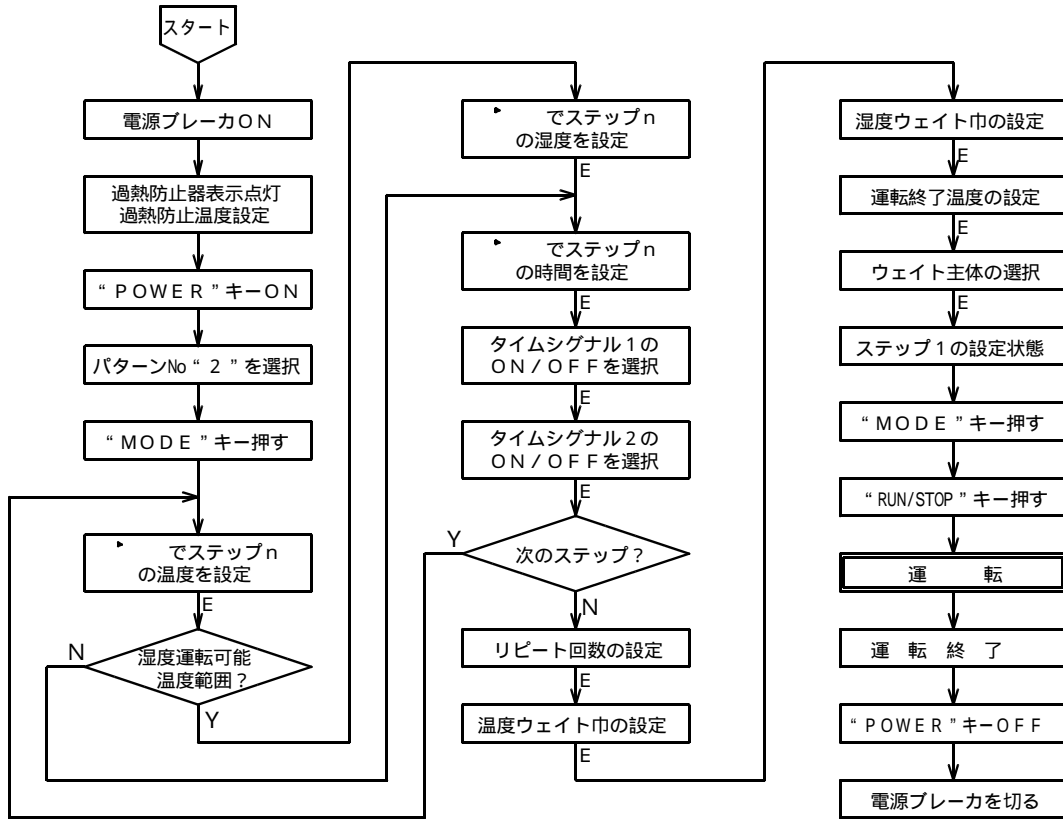 スタート
電源ブレーカON
過熱防止器表示点灯
過熱防止温度設定
“POWER”キーON
パターンNo“2”を選択
“MODE”キー押す
でステップn
の温度を設定
E
湿度運転可能
温度範囲?
N
Y
でステップn
の湿度を設定
E
でステップn
の時間を設定
E
タイムシグナル1の
ON/OFFを選択
E
タイムシグナル2の
ON/OFFを選択
E
次のステップ?
Y
N
リピート回数の設定
E
温度ウェイト巾の設定
E
湿度ウェイト巾の設定
E
運転終了温度の設定
E
ウェイト主体の選択
E
ステップ1の設定状態
“MODE”キー押す
“RUN/STOP”キー押す
運 転
運 転 終 了
“POWER”キーOFF
電源ブレーカを切る